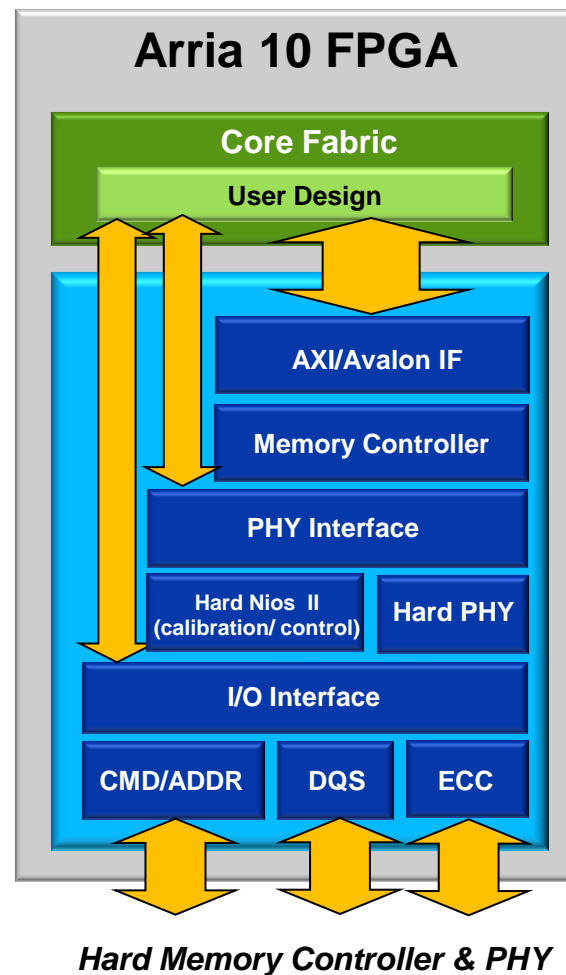 Arria 10 FPGA
Core Fabric
User Design
AXI/Avalon IF
Memory Controller
PHY Interface
Hard Nios II
(calibration/ control)
Hard PHY
I/O Interface
CMD/ADDR
DQS
ECC
Hard Memory Controller & PHY